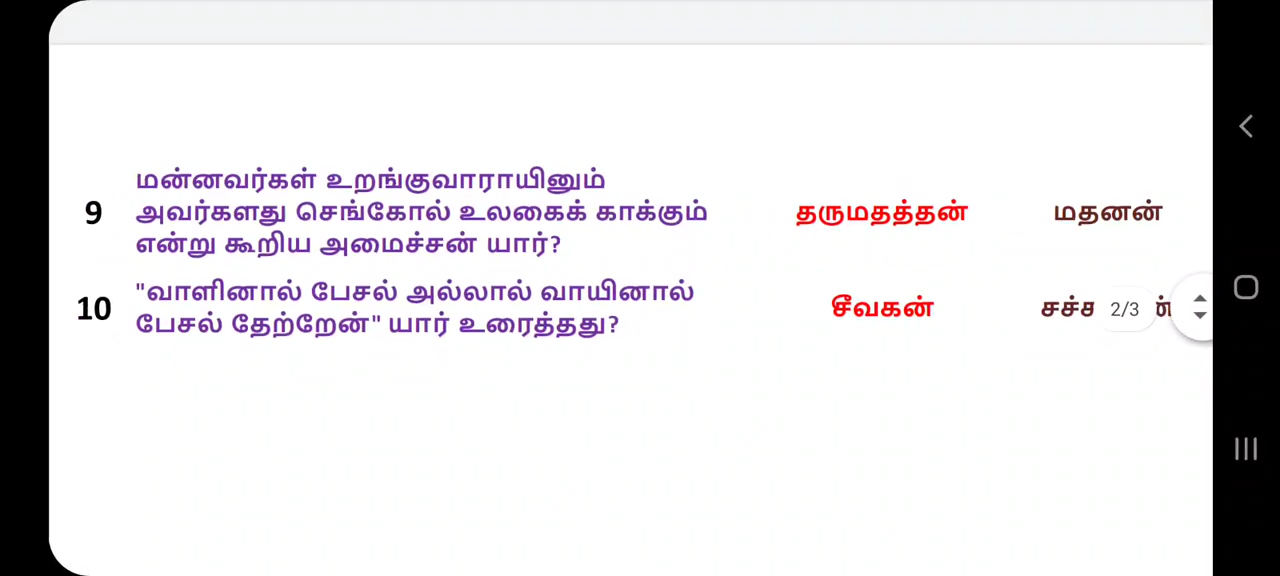 9 மன்னவர்கள் உறங்குவாராயினும்
அவர்களது செங்கோல் உலகைக் காக்கும்
என்று கூறிய அமைச்சன் யார்?
தருமதத்தன் மதனன்
10 "வாளினால் பேசல் அல்லால் வாயினால்
பேசல் தேற்றேன்" யார் உரைத்தது?
சீவகன்
2/3